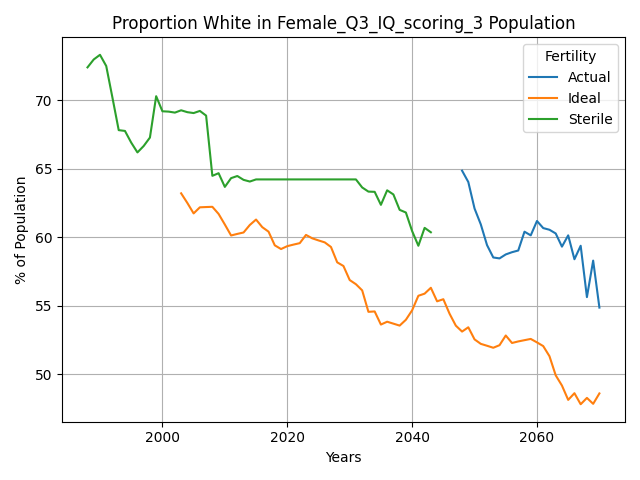 Proportion White in Female_Q3_IQ_scoring_3 Population
Fertility
Actual
Ideal
Sterile
% of Population
70
65
60
55
50
2000
2020
2040
2060
Years